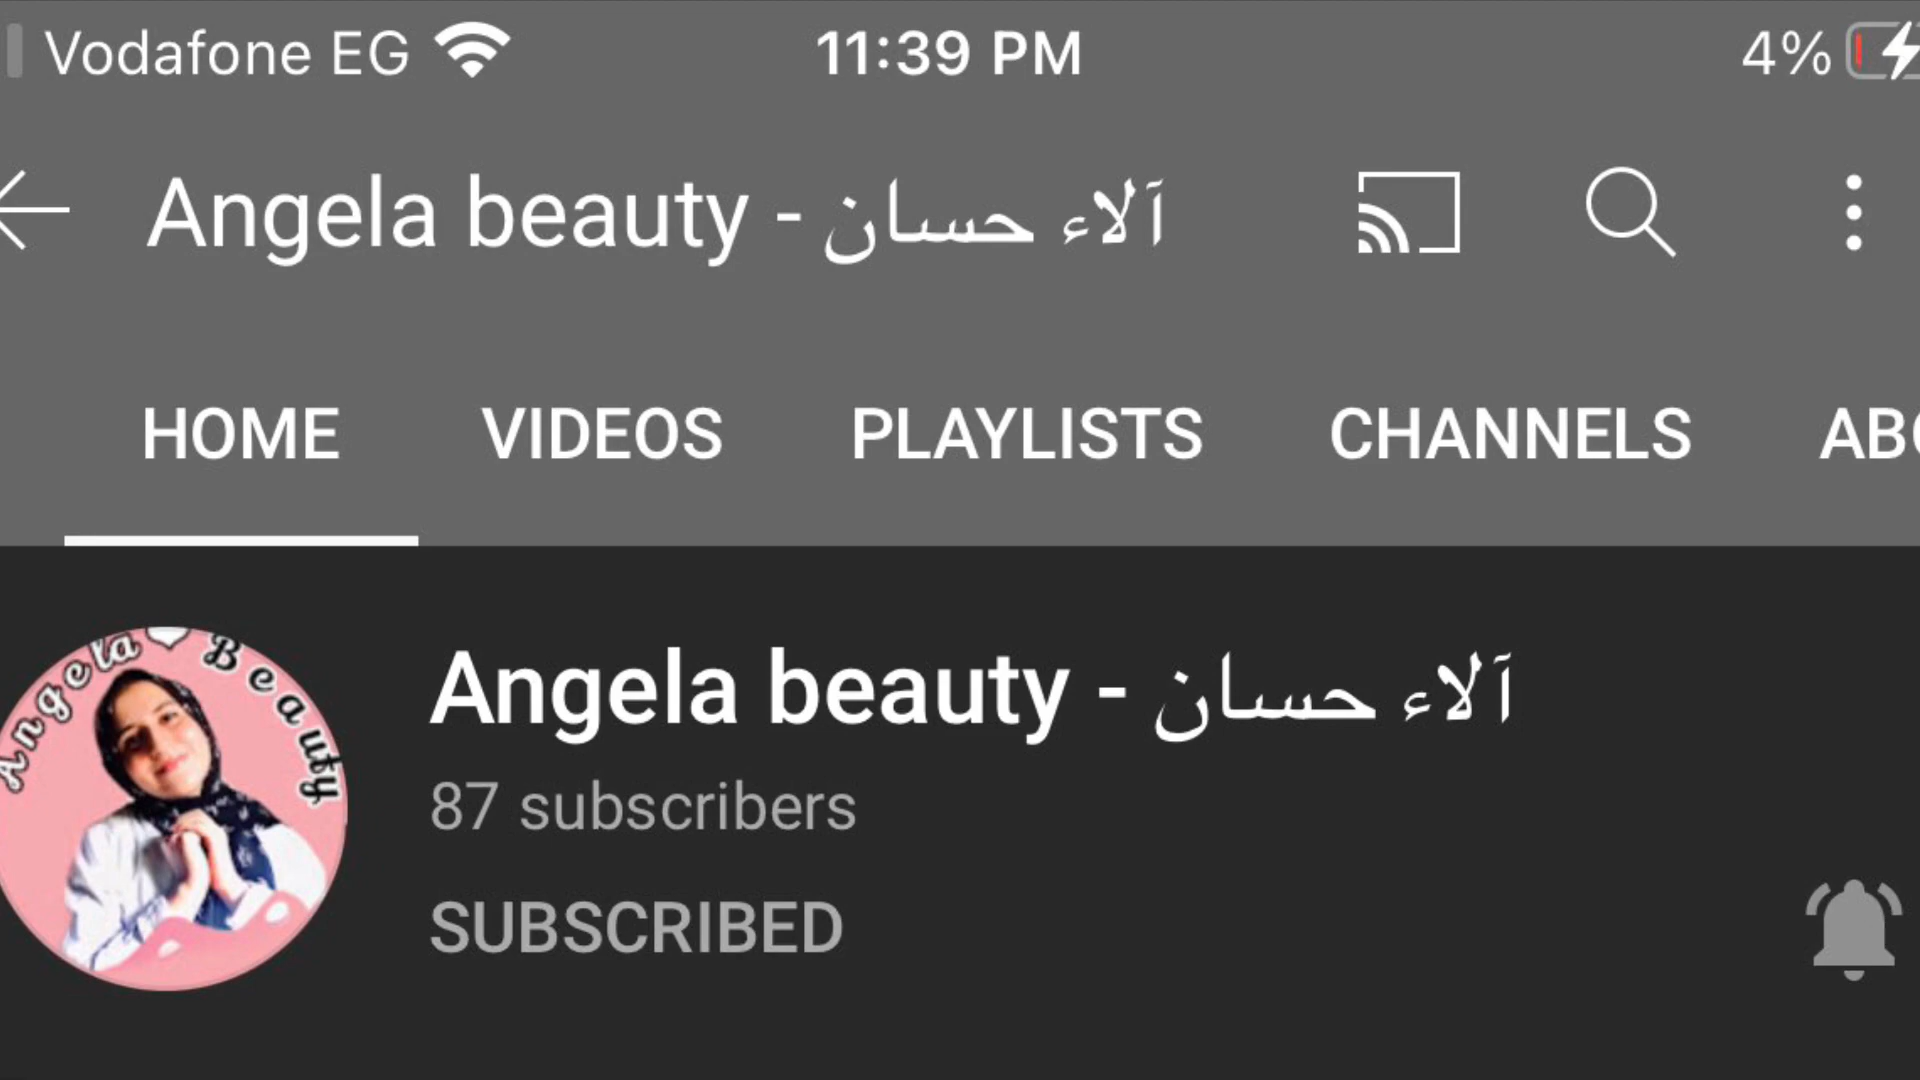 Vodafone EG 11:39 PM 4%
Angela beauty - آلاء حسان
HOME VIDEOS PLAYLISTS CHANNELS ABO
Angela Beauty
Angela beauty - آلاء حسان
87 subscribers
SUBSCRIBED